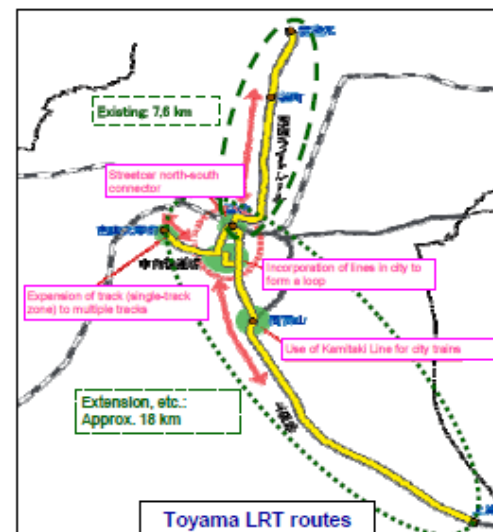 Existing: 7.6 km
Streetcar north-south
connector
Incorporation of lines in city to
form a loop
Expansion of track (single-track
zone) to multiple tracks
Use of Kamitaki Line for city trains
Extension, etc.:
Approx. 18 km
Toyama LRT routes